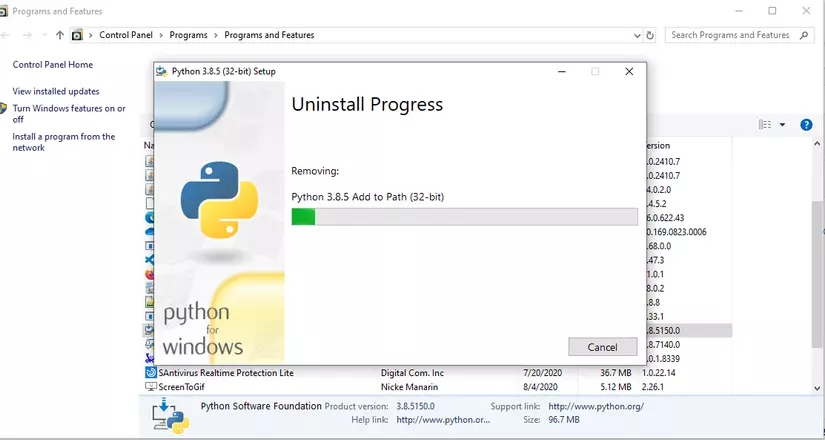 Programs and Features
Control Panel Programs Programs and Features
Search Programs and Features
Control Panel Home
View installed updates
Turn Windows features on or
off
Install a program from the
network
Python 3.8.5 (32-bit) Setup
Uninstall Progress
Removing:
Python 3.8.5 Add to Path (32-bit)
python
for
windows
Cancel
ersion
.0.2410.7
.0.2410.7
.4.0.2.0
.4.5.2
6.0.622.43
0.169.0823.0006
.68.0.0
.47.3
.1.0.1
.8.0.2
.8.8
.33.1
.8.5150.0
.8.7140.0
.0.1.8339
SAntivirus Realtime Protection Lite Digital Com. Inc 7/20/2020 36.7 MB 1.0.22.14
ScreenToGif Nicke Manarin 8/4/2020 5.12 MB 2.26.1
Python Software Foundation Product version: 3.8.5150.0 Support link: http://www.python.org/
Help link: http://www.python.or... Size: 96.7 MB